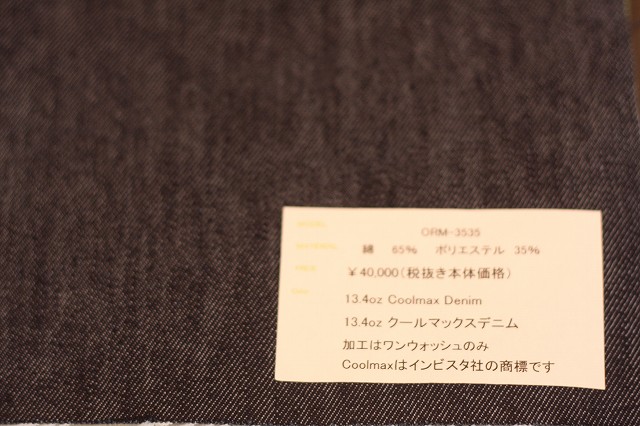 ORM-3535
綿 65% ポリエステル 35%
¥40,000(税抜き本体価格)
13.4oz Coolmax Denim
13.4oz クールマックスデニム
加工はワンウォッシュのみ
Coolmaxはインビスタ社の商標です